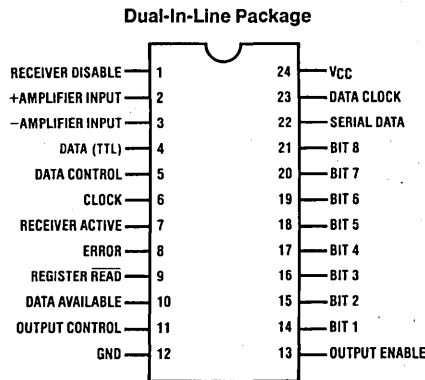 Dual-In-Line Package
RECEIVER DISABLE 1 24 VCC
+AMPLIFIER INPUT 2 23 DATA CLOCK
−AMPLIFIER INPUT 3 22 SERIAL DATA
DATA (TTL) 4 21 BIT 8
DATA CONTROL 5 20 BIT 7
CLOCK 6 19 BIT 6
RECEIVER ACTIVE 7 18 BIT 5
ERROR 8 17 BIT 4
REGISTER R̅E̅A̅D̅ 9 16 BIT 3
DATA AVAILABLE 10 15 BIT 2
OUTPUT CONTROL 11 14 BIT 1
GND 12 13 OUTPUT ENABLE